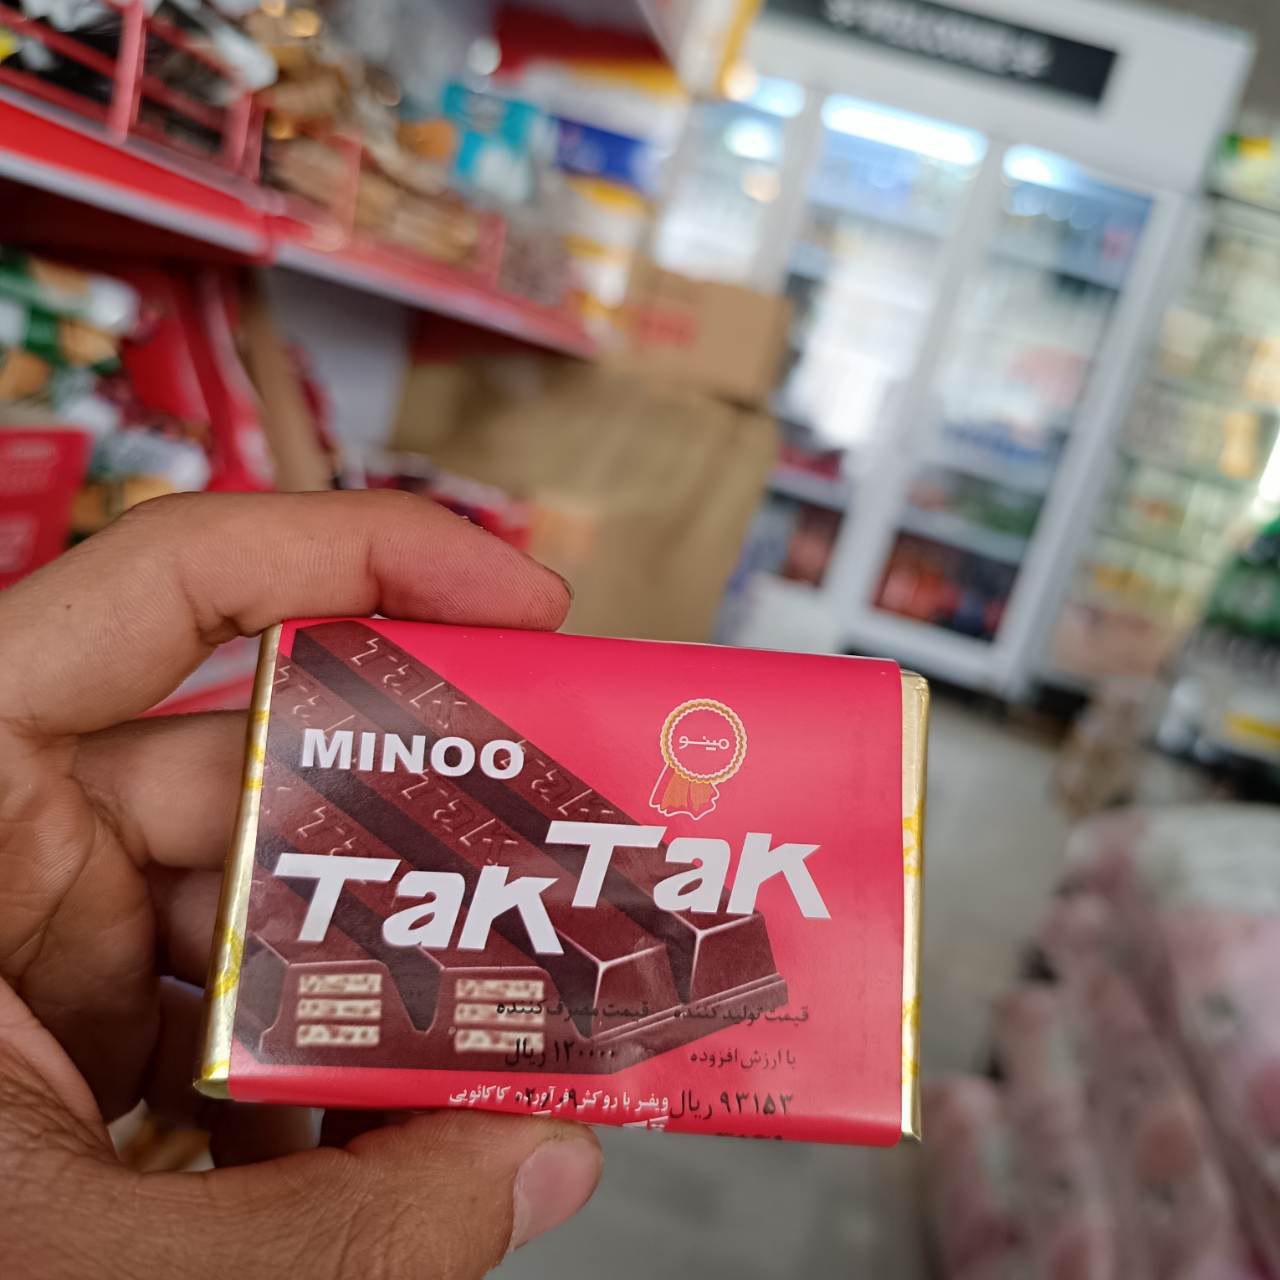 مینو
MINOO
Tak Tak
قیمت تولید کننده
با ارزش افزوده
۹۳۱۵۳ ریال
قیمت مصرف کننده
۱۲۰۰۰۰ ریال
ویفر با روکش فرآورده کاکائویی